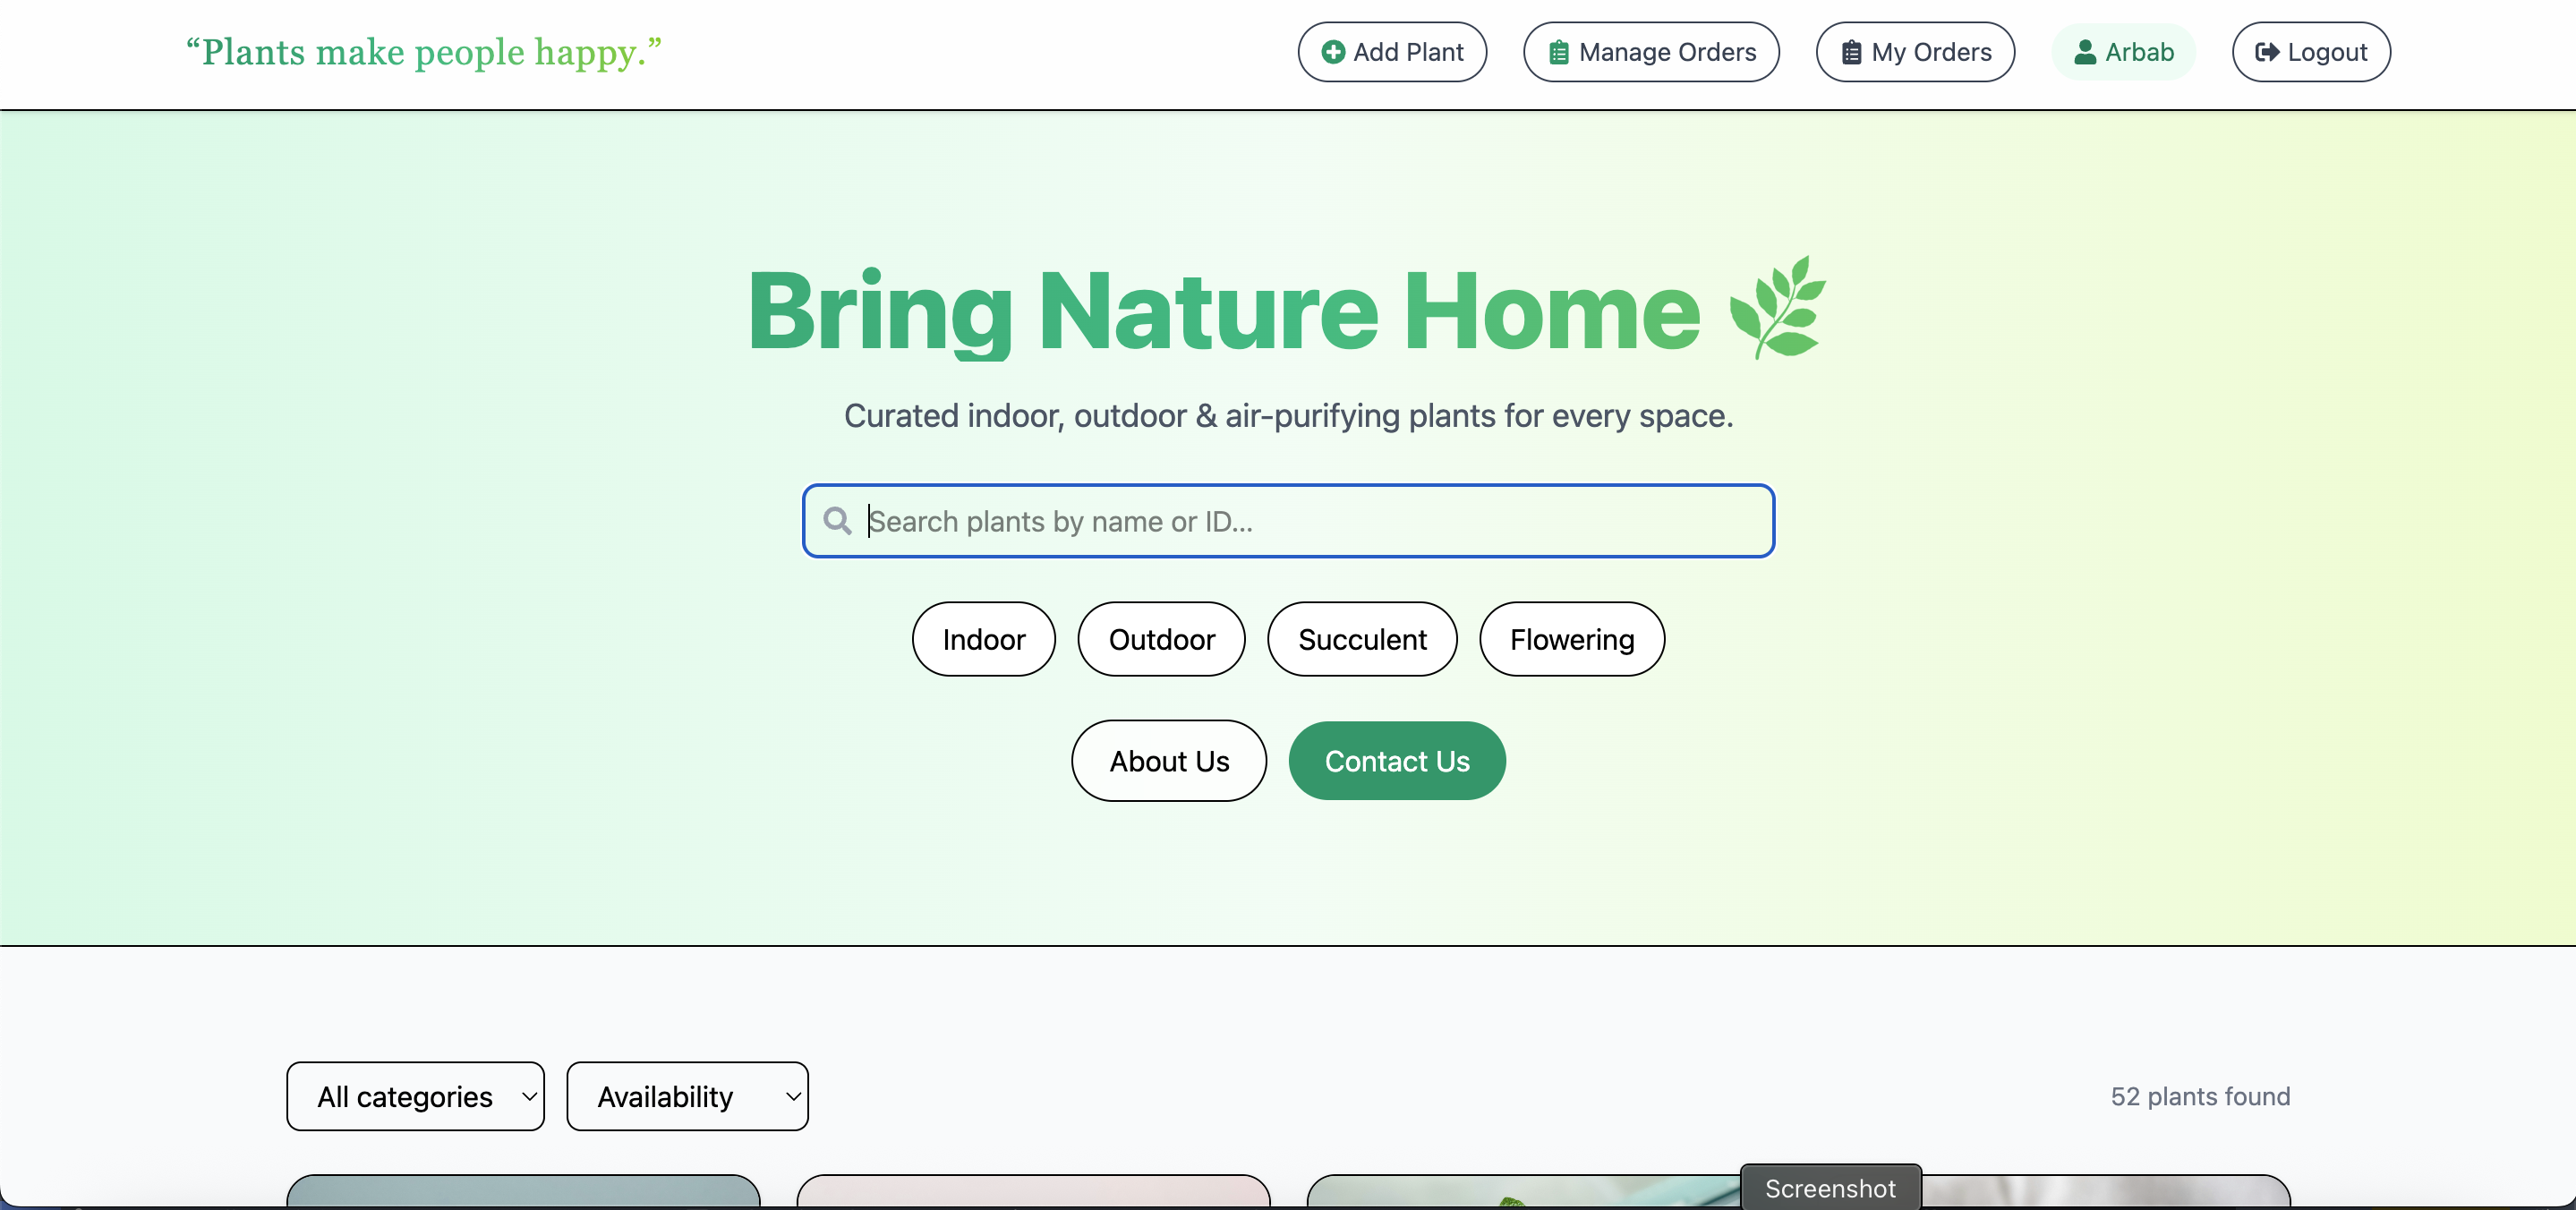 “Plants make people happy.”
Add Plant
Manage Orders
My Orders
Arbab
Logout
Bring Nature Home
Curated indoor, outdoor & air-purifying plants for every space.
Search plants by name or ID...
Indoor
Outdoor
Succulent
Flowering
About Us
Contact Us
All categories
Availability
52 plants found
Screenshot